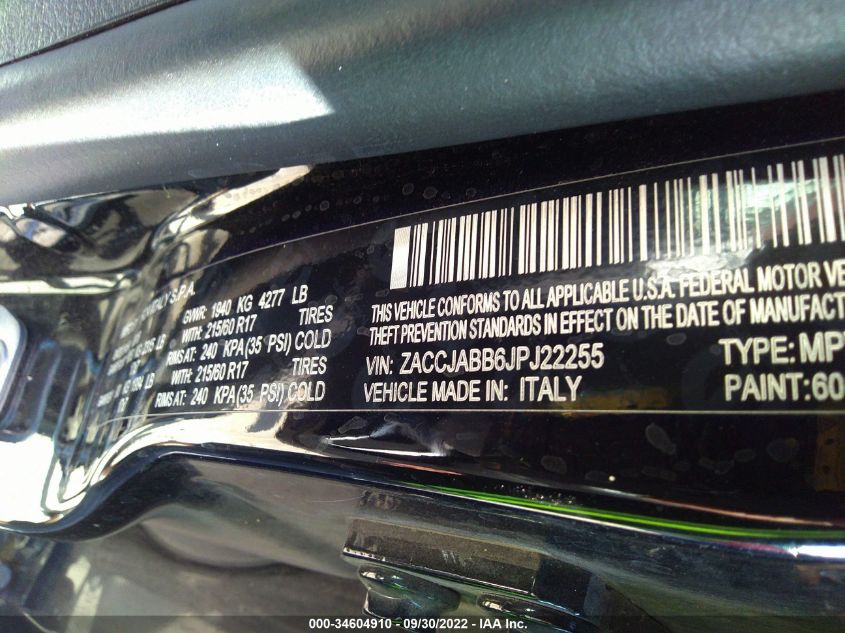 ITALY S.P.A.
GVWR: 1940 KG 4277 LB
WITH: 215/60 R17 TIRES
RIMS AT: 240 KPA (35 PSI) COLD
WITH: 215/60 R17 TIRES
RIMS AT: 240 KPA (35 PSI) COLD
THIS VEHICLE CONFORMS TO ALL APPLICABLE U.S.A. FEDERAL MOTOR VE
THEFT PREVENTION STANDARDS IN EFFECT ON THE DATE OF MANUFACT
VIN: ZACCJABB6JPJ22255 TYPE: MP
VEHICLE MADE IN: ITALY PAINT: 60
000-34604910 - 09/30/2022 - IAA Inc.